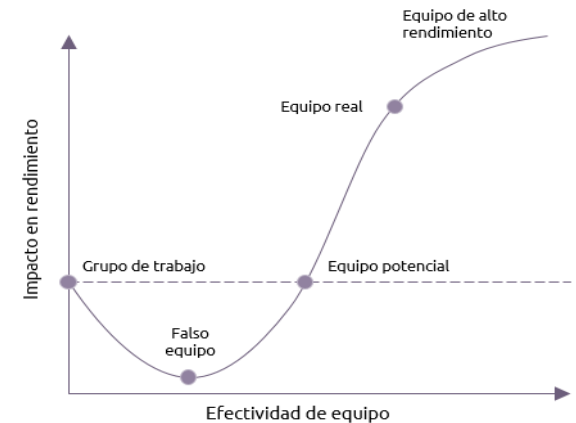 Equipo de alto
rendimiento
Equipo real
Impacto en rendimiento
Grupo de trabajo
Equipo potencial
Falso
equipo
Efectividad de equipo